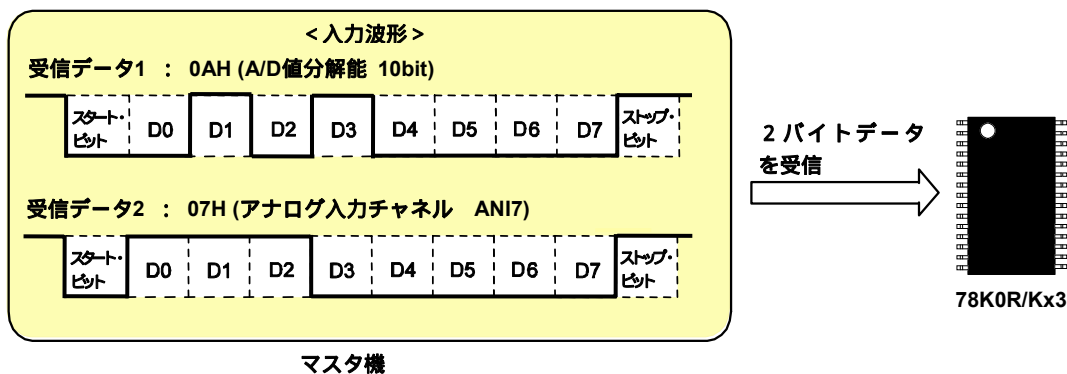 <入力波形>
受信データ1 : 0AH (A/D値分解能 10bit)
スタート・
ビット
D0 D1 D2 D3 D4 D5 D6 D7
ストップ・
ビット
受信データ2 : 07H (アナログ入力チャネル ANI7)
スタート・
ビット
D0 D1 D2 D3 D4 D5 D6 D7
ストップ・
ビット
マスタ機
2バイトデータ
を受信
78K0R/Kx3